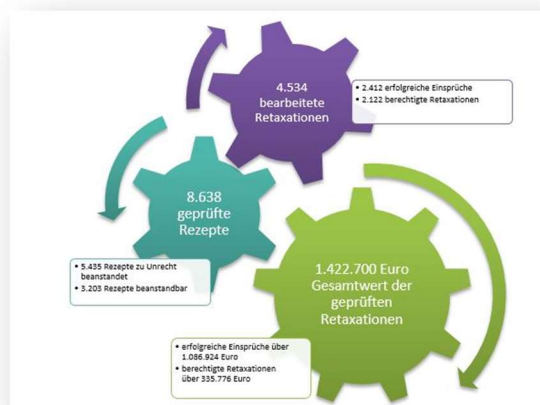 4.534
bearbeitete
Retaxationen
• 2.412 erfolgreiche Einsprüche
• 2.122 berechtigte Retaxationen
8.638
geprüfte
Rezepte
• 5.435 Rezepte zu Unrecht
beanstandet
• 3.203 Rezepte beanstandbar
1.422.700 Euro
Gesamtwert der
geprüften
Retaxationen
• erfolgreiche Einsprüche über
1.086.924 Euro
• berechtigte Retaxationen
über 335.776 Euro